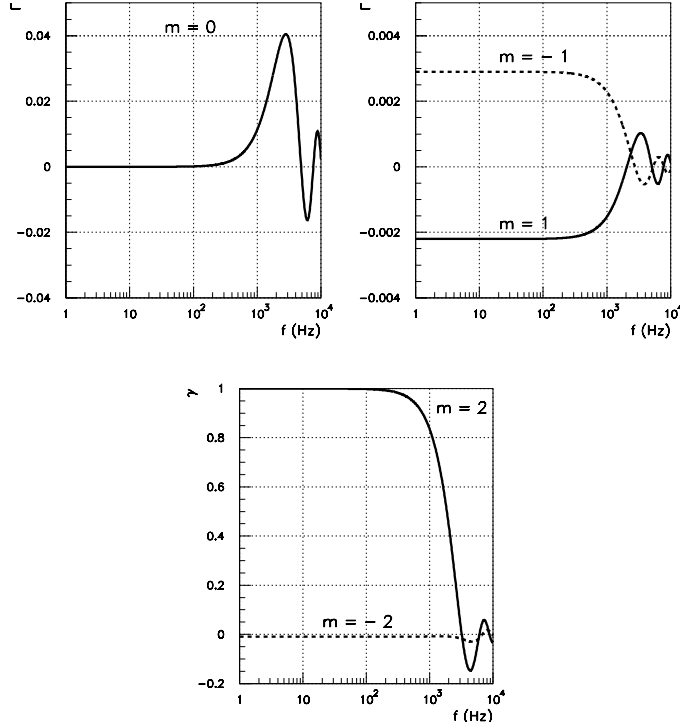 Γ
Γ
0.04
0.02
0
−0.02
−0.04
m = 0
1
10
10²
10³
10⁴
f (Hz)
0.004
0.002
0
−0.002
−0.004
m = − 1
m = 1
1
10
10²
10³
10⁴
f (Hz)
γ
1
0.8
0.6
0.4
0.2
0
−0.2
m = 2
m = − 2
1
10
10²
10³
10⁴
f (Hz)